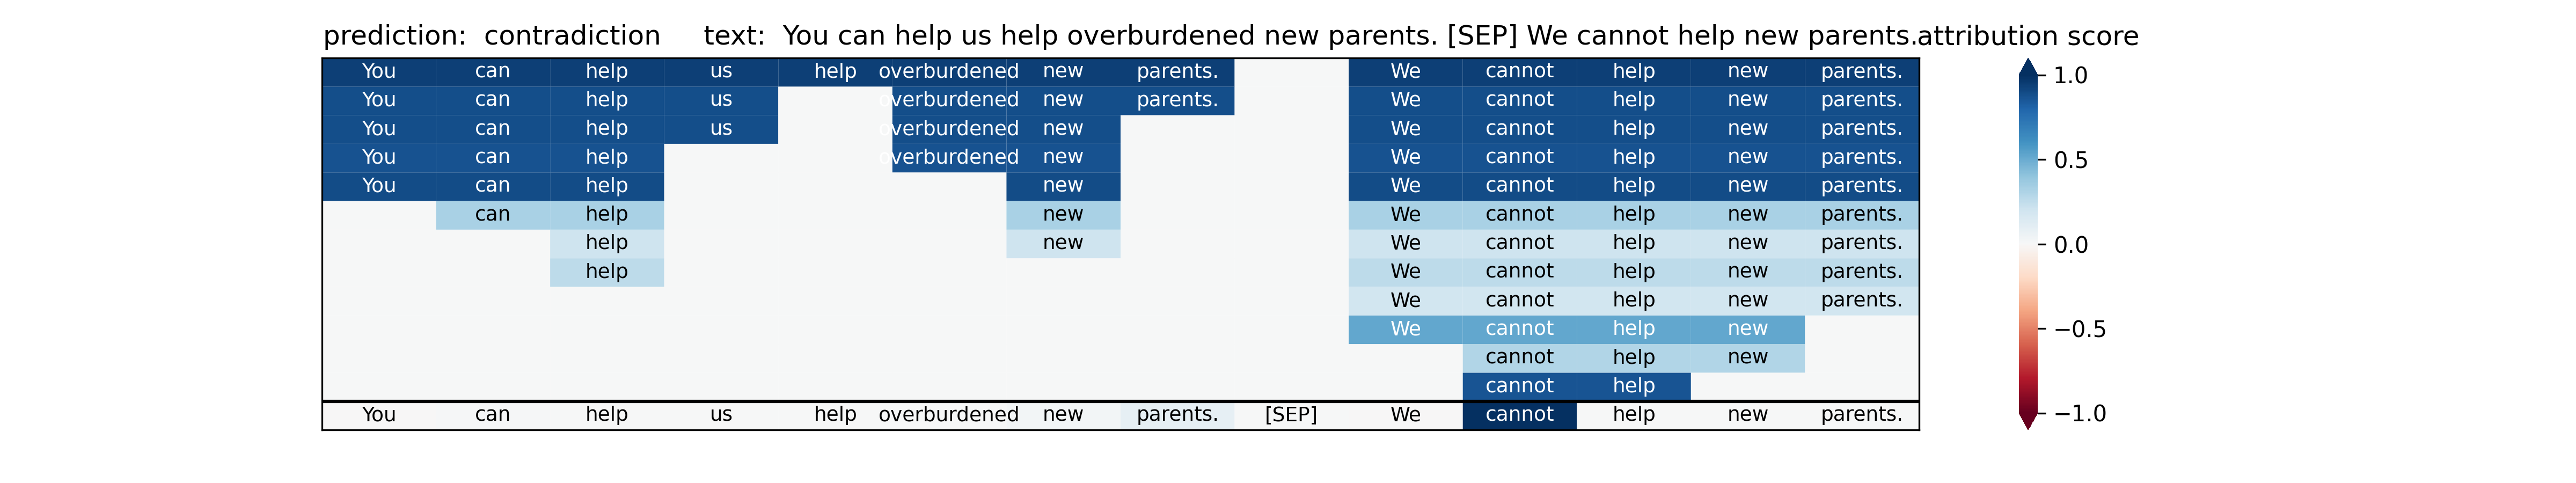 prediction:  contradiction     text:  You can help us help overburdened new parents. [SEP] We cannot help new parents. attribution score
You can help us help overburdened new parents. We cannot help new parents.
You can help us overburdened new parents. We cannot help new parents.
You can help us overburdened new We cannot help new parents.
You can help overburdened new We cannot help new parents.
You can help new We cannot help new parents.
can help new We cannot help new parents.
help new We cannot help new parents.
help We cannot help new parents.
We cannot help new parents.
We cannot help new
cannot help new
cannot help
You can help us help overburdened new parents. [SEP] We cannot help new parents.
1.0
0.5
0.0
−0.5
−1.0